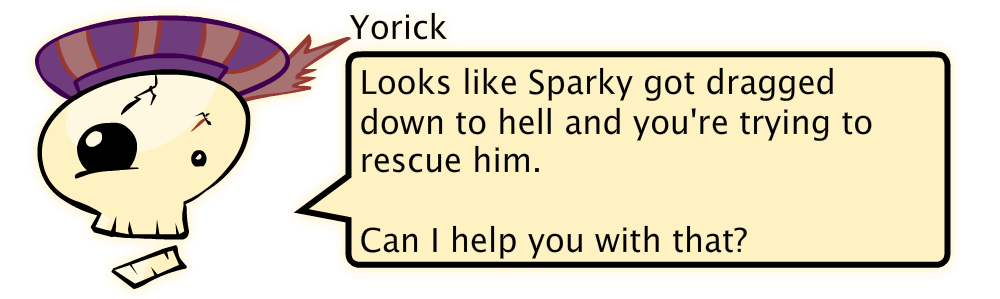 Yorick
Looks like Sparky got dragged
down to hell and you're trying to
rescue him.
Can I help you with that?